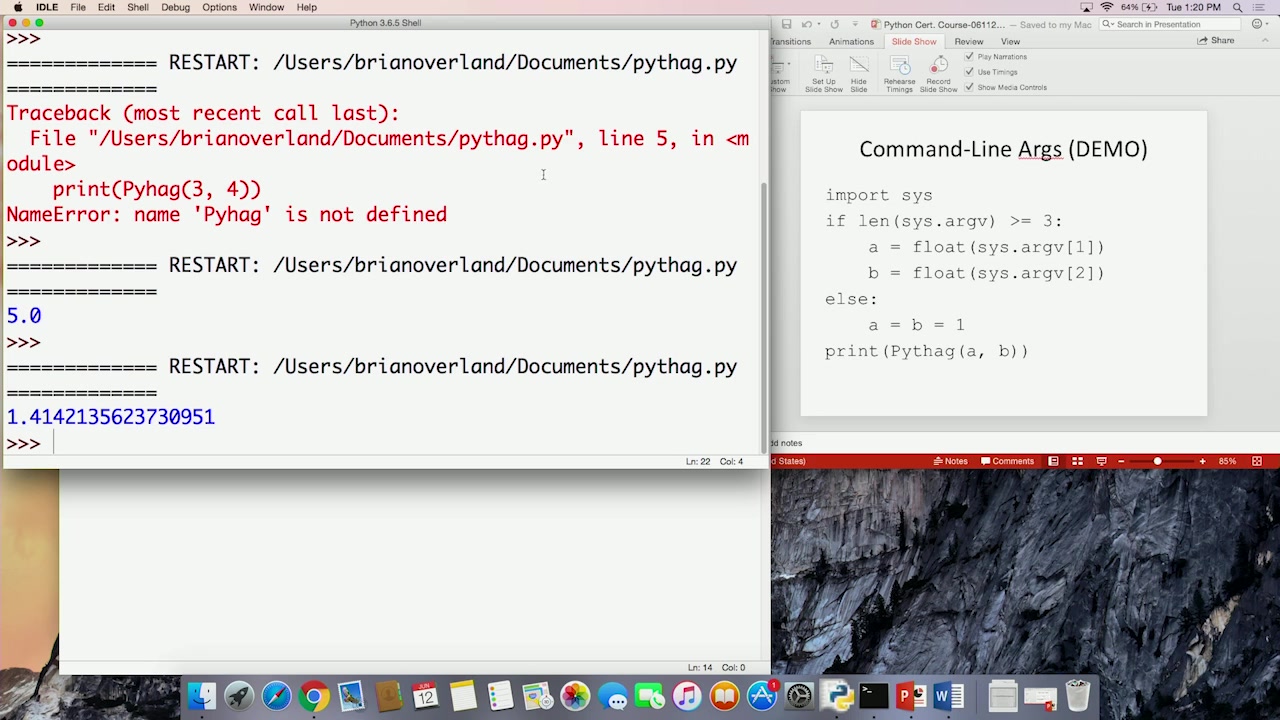 IDLE File Edit Shell Debug Options Window Help 64% Tue 1:20 PM
Python 3.6.5 Shell
>>>
============= RESTART: /Users/brianoverland/Documents/pythag.py
=============
Traceback (most recent call last):
  File "/Users/brianoverland/Documents/pythag.py", line 5, in <m
odule>
    print(Pyhag(3, 4))
NameError: name 'Pyhag' is not defined
>>>
============= RESTART: /Users/brianoverland/Documents/pythag.py
=============
5.0
>>>
============= RESTART: /Users/brianoverland/Documents/pythag.py
=============
1.4142135623730951
>>>
Ln: 22 Col: 4
Ln: 14 Col: 0
Python Cert. Course-06112... — Saved to my Mac
Search in Presentation
ransitions Animations Slide Show Review View Share
ustom
Show
Set Up
Slide Show
Hide
Slide
Rehearse
Timings
Record
Slide Show
Play Narrations
Use Timings
Show Media Controls
Command-Line Args (DEMO)
import sys
if len(sys.argv) >= 3:
    a = float(sys.argv[1])
    b = float(sys.argv[2])
else:
    a = b = 1
print(Pythag(a, b))
dd notes
d States) Notes Comments 85%
JUN
12
1